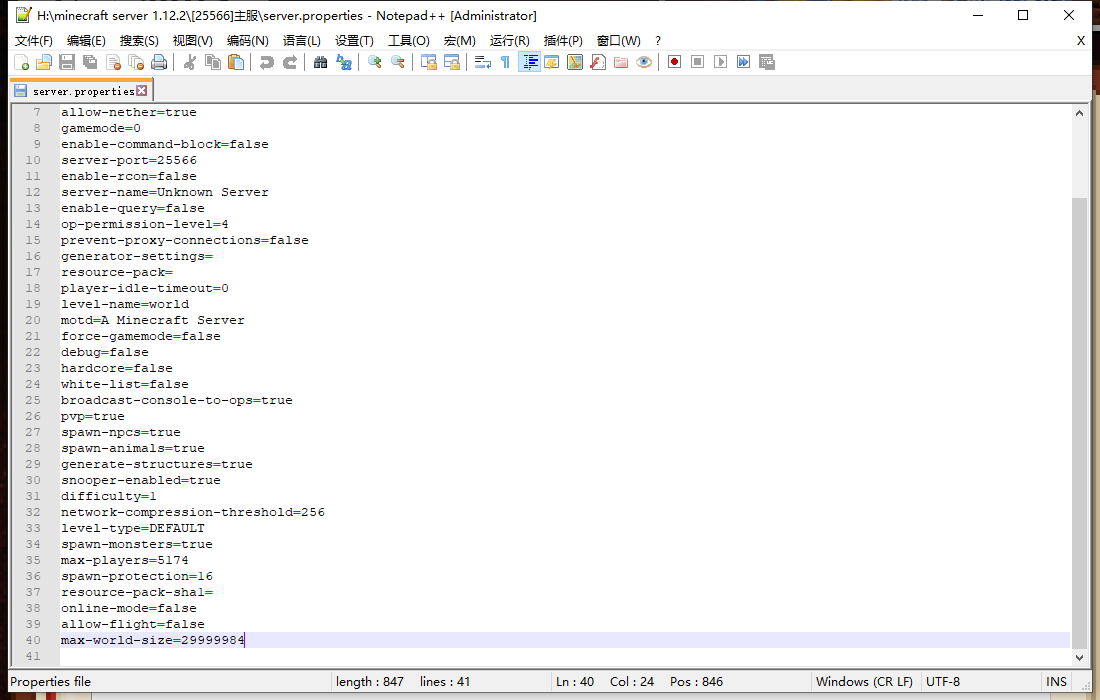 H:\minecraft server 1.12.2\[25566]主服\server.properties - Notepad++ [Administrator]
文件(F) 编辑(E) 搜索(S) 视图(V) 编码(N) 语言(L) 设置(T) 工具(O) 宏(M) 运行(R) 插件(P) 窗口(W) ? X
server.properties
7 allow-nether=true
8 gamemode=0
9 enable-command-block=false
10 server-port=25566
11 enable-rcon=false
12 server-name=Unknown Server
13 enable-query=false
14 op-permission-level=4
15 prevent-proxy-connections=false
16 generator-settings=
17 resource-pack=
18 player-idle-timeout=0
19 level-name=world
20 motd=A Minecraft Server
21 force-gamemode=false
22 debug=false
23 hardcore=false
24 white-list=false
25 broadcast-console-to-ops=true
26 pvp=true
27 spawn-npcs=true
28 spawn-animals=true
29 generate-structures=true
30 snooper-enabled=true
31 difficulty=1
32 network-compression-threshold=256
33 level-type=DEFAULT
34 spawn-monsters=true
35 max-players=5174
36 spawn-protection=16
37 resource-pack-sha1=
38 online-mode=false
39 allow-flight=false
40 max-world-size=29999984
41
Properties file length : 847 lines : 41 Ln : 40 Col : 24 Pos : 846 Windows (CR LF) UTF-8 INS